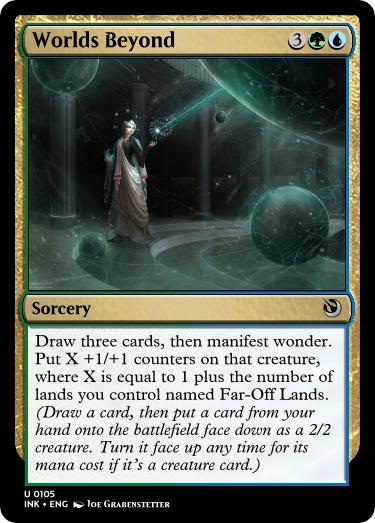 Worlds Beyond 3
Sorcery
Draw three cards, then manifest wonder.
Put X +1/+1 counters on that creature,
where X is equal to 1 plus the number of
lands you control named Far-Off Lands.
(Draw a card, then put a card from your
hand onto the battlefield face down as a 2/2
creature. Turn it face up any time for its
mana cost if it's a creature card.)
U 0105
INK • ENG Joe Grabenstetter